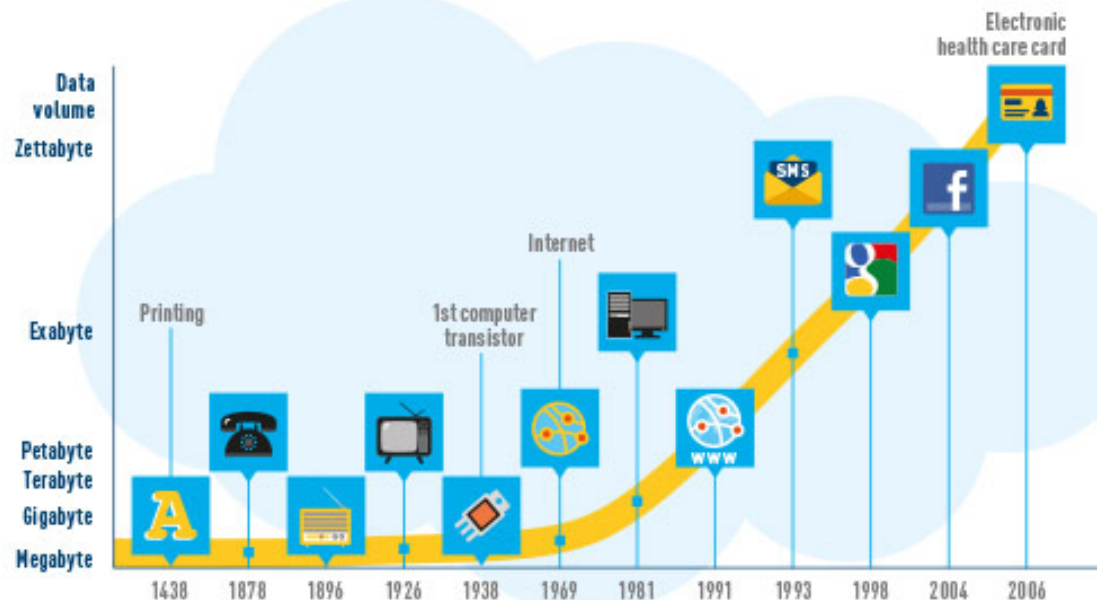 Electronic
health care card
Data
volume
Zettabyte
SMS
f
Internet
g
Printing
1st computer
transistor
Exabyte
www
Petabyte
Terabyte
Gigabyte
A
Megabyte
1438 1878 1896 1926 1938 1969 1981 1991 1993 1998 2004 2006